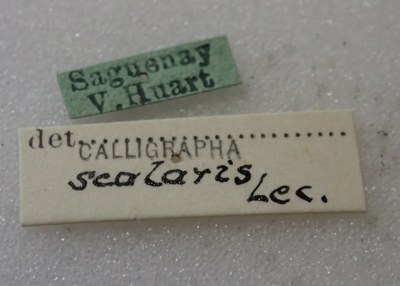 Saguenay
V. Huart
det.......................
CALLIGRAPHA
scalaris Lec.